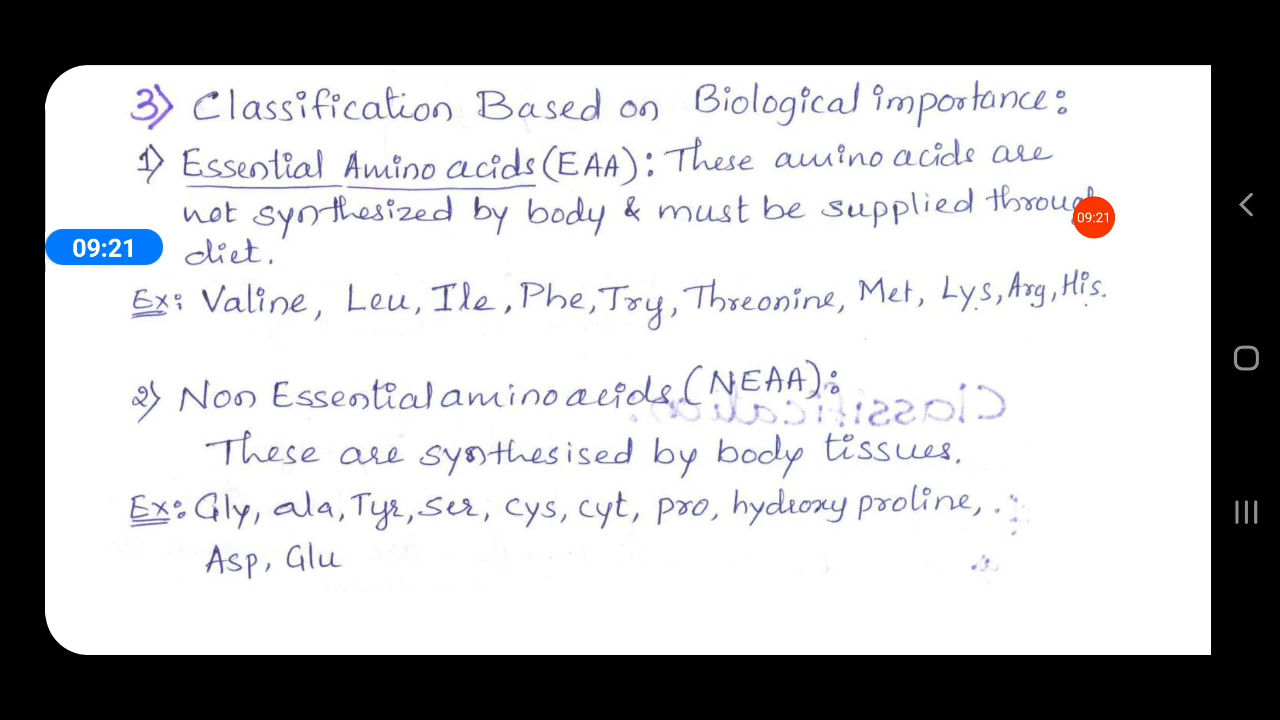 3) Classification Based on Biological importance:
1) Essential Amino acids (EAA): These amino acids are
not synthesized by body & must be supplied throug
09:21
09:21
diet.
Ex: Valine, Leu, Ile, Phe, Try, Threonine, Met, Lys, Arg, His.
2) Non Essential amino acids (NEAA):
Classification
These are synthesised by body tissues.
Ex: Gly, ala, Tyr, ser, cys, cyt, pro, hydroxy proline,
Asp, Glu